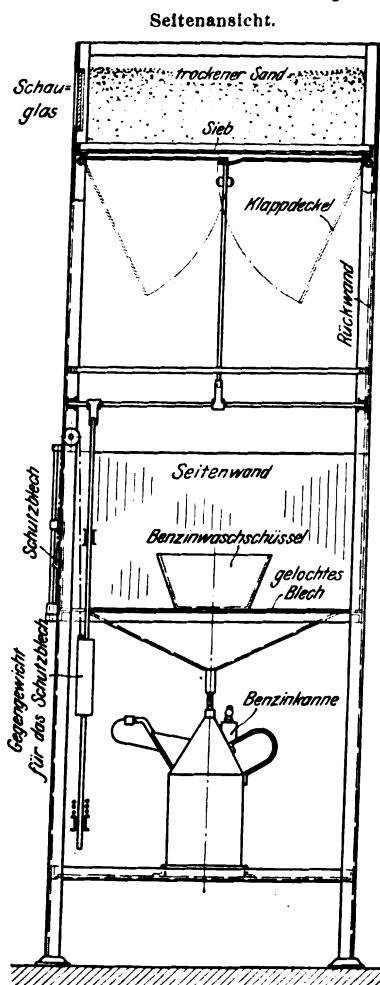 Seitenansicht.
trockener Sand
Schau-
glas
Sieb
Klappdeckel
Rückwand
Seitenwand
Schutzblech
Benzinwaschschüssel
gelochtes
Blech
Gegengewicht
für das Schutzblech
Benzinkanne